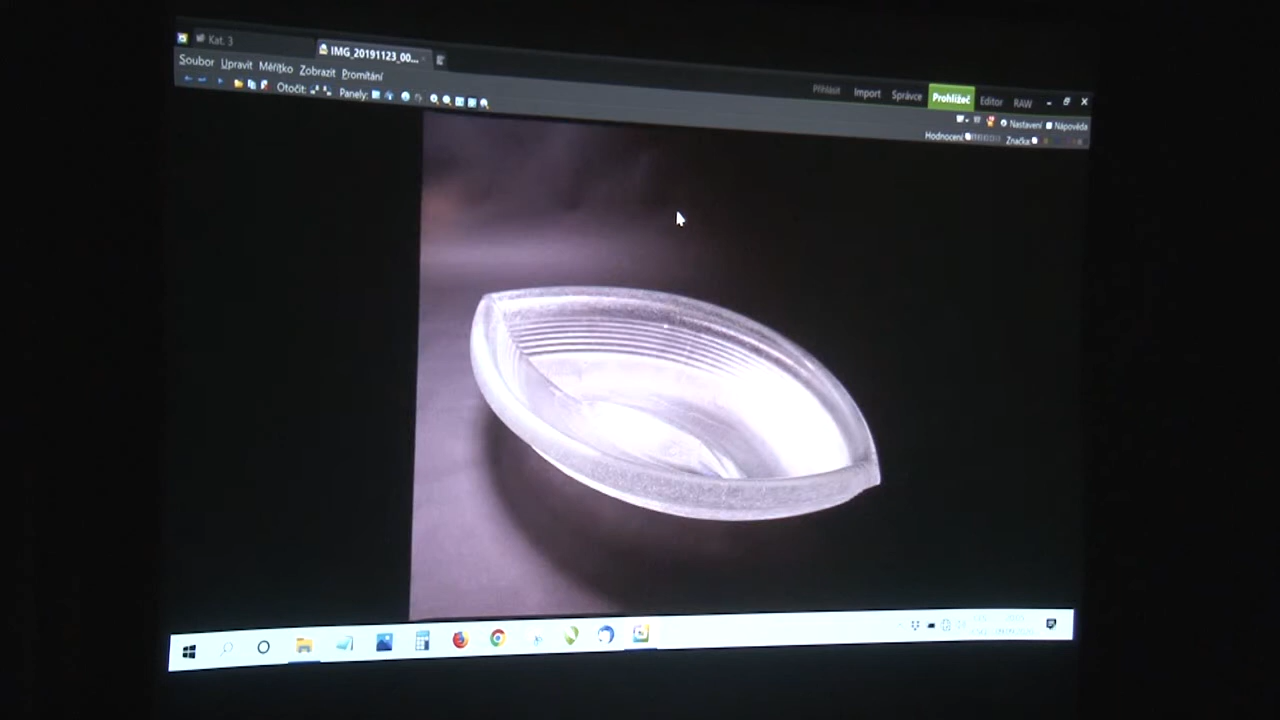 Kat. 3
IMG_20191123_00...
Soubor Upravit Měřítko Zobrazit Promítání
Otočit: Panely:
Přihlásit Import Správce Prohlížeč Editor RAW
Nastavení Nápověda
Hodnocení: Značka: